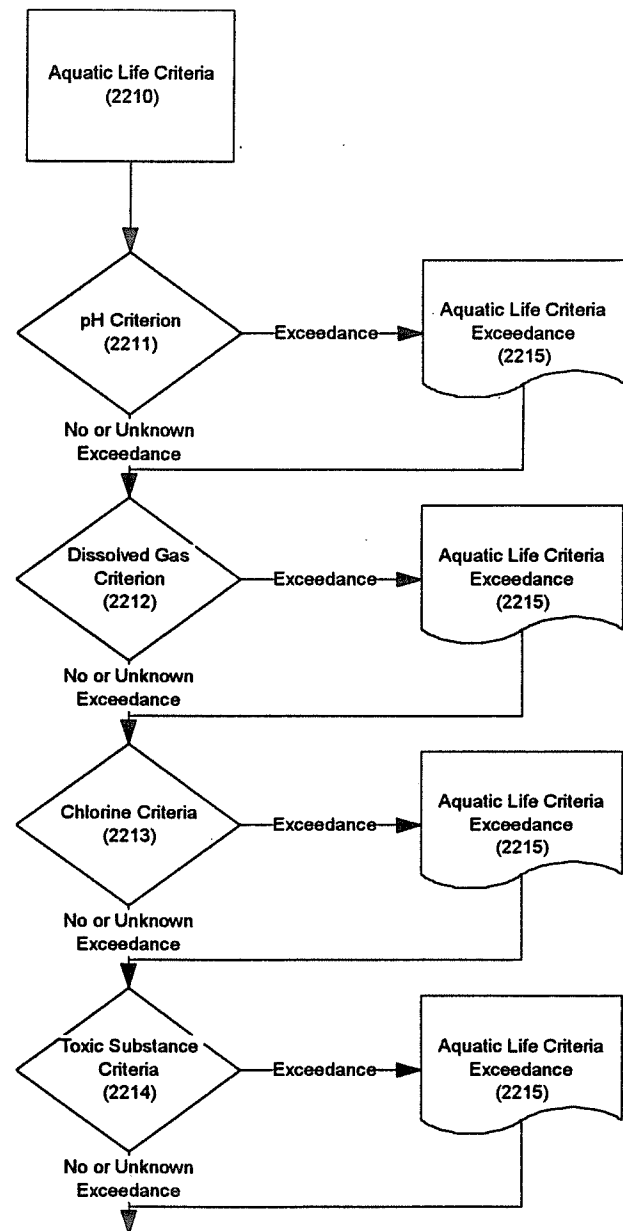 Aquatic Life Criteria
(2210)
pH Criterion
(2211)
Exceedance
Aquatic Life Criteria
Exceedance
(2215)
No or Unknown
Exceedance
Dissolved Gas
Criterion
(2212)
Exceedance
Aquatic Life Criteria
Exceedance
(2215)
No or Unknown
Exceedance
Chlorine Criteria
(2213)
Exceedance
Aquatic Life Criteria
Exceedance
(2215)
No or Unknown
Exceedance
Toxic Substance
Criteria
(2214)
Exceedance
Aquatic Life Criteria
Exceedance
(2215)
No or Unknown
Exceedance